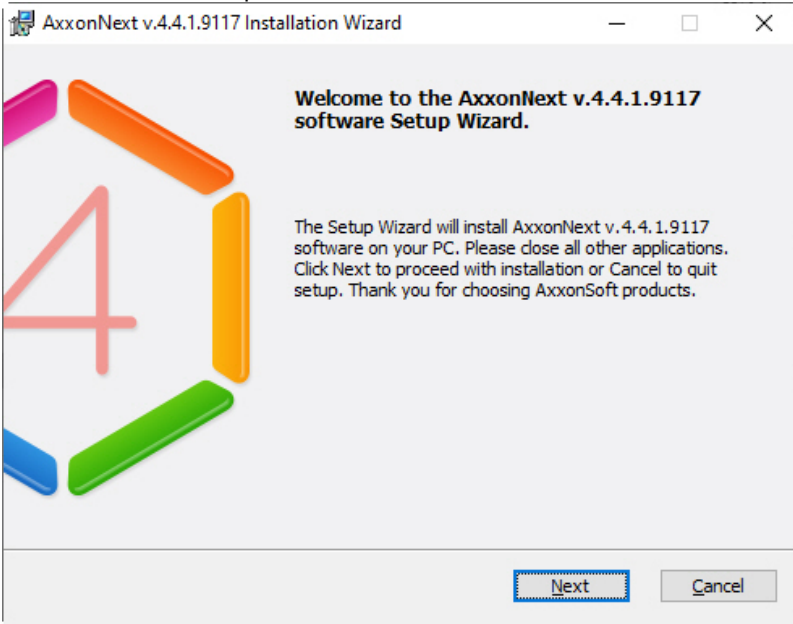 AxxonNext v.4.4.1.9117 Installation Wizard
Welcome to the AxxonNext v.4.4.1.9117
software Setup Wizard.
The Setup Wizard will install AxxonNext v.4.4.1.9117
software on your PC. Please close all other applications.
Click Next to proceed with installation or Cancel to quit
setup. Thank you for choosing AxxonSoft products.
4
Next
Cancel